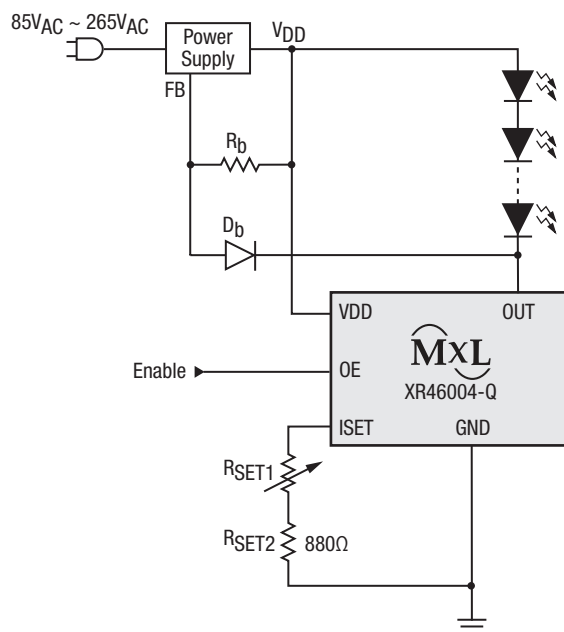 85VAC ~ 265VAC
Power
Supply
VDD
FB
Rb
Db
VDD
OUT
MxL
XR46004-Q
Enable
OE
ISET
GND
RSET1
RSET2
880Ω